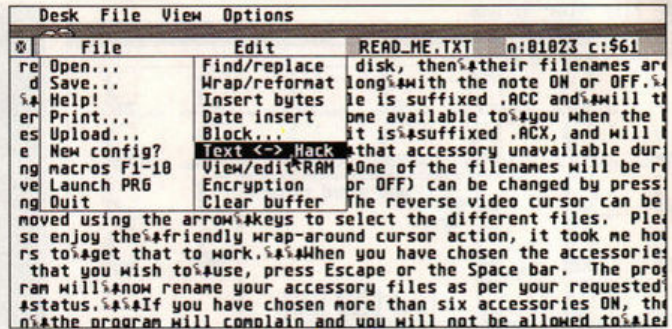 Desk File View Options
File Edit READ_ME.TXT n:01023 c:$61
re Open... Find/replace disk, then␍␊their filenames are
d Save... Wrap/reformat long␍␊with the note ON or OFF.␍
␍␊ Help! Insert bytes le is suffixed .ACC and␍␊will t
er Print... Date insert ome available to␍␊you when the
es Upload... Block... it is␍␊suffixed .ACX, and will
e New config? Text <-> Hack ␊that accessory unavailable dur
ng macros F1-10 View/edit RAM ␊One of the filenames will be r
ve Launch PRG Encryption or OFF) can be changed by press
ng Quit Clear buffer The reverse video cursor can be
moved using the arrow␍␊keys to select the different files. Ple
se enjoy the␍␊friendly wrap-around cursor action, it took me ho
rs to␍␊get that to work.␍␊␍␊When you have chosen the accessories
that you wish to␍␊use, press Escape or the Space bar. The pro
ram will␍␊now rename your accessory files as per your requested
␊status.␍␊␍␊If you have chosen more than six accessories ON, th
n␍␊the program will complain and you will not be allowed to␍␊le